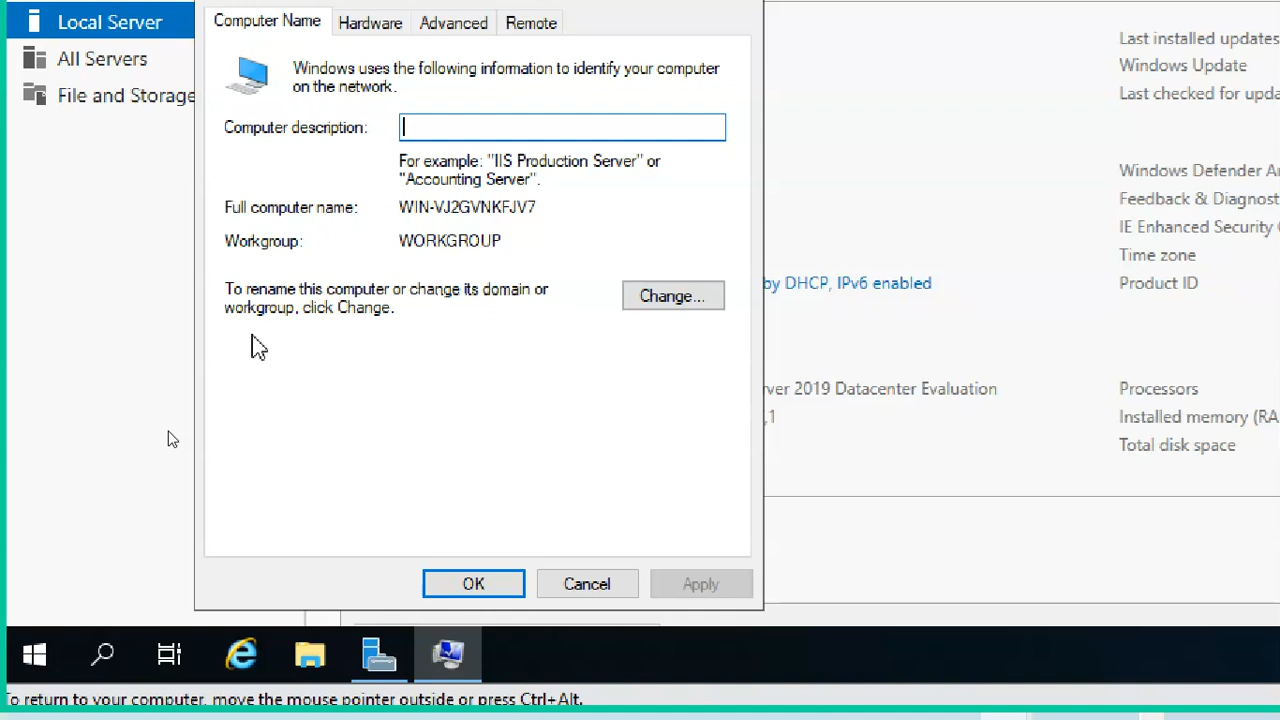 Local Server
All Servers
File and Storage
Computer Name
Hardware
Advanced
Remote
Windows uses the following information to identify your computer
on the network.
Computer description:
For example: "IIS Production Server" or
"Accounting Server".
Full computer name:
WIN-VJ2GVNKFJV7
Workgroup:
WORKGROUP
To rename this computer or change its domain or
workgroup, click Change.
Change...
OK
Cancel
Apply
Last installed updates
Windows Update
Last checked for upda
Windows Defender An
Feedback & Diagnost
IE Enhanced Security C
Time zone
by DHCP, IPv6 enabled
Product ID
ver 2019 Datacenter Evaluation
Processors
,1
Installed memory (RA
Total disk space
To return to your computer, move the mouse pointer outside or press Ctrl+Alt.